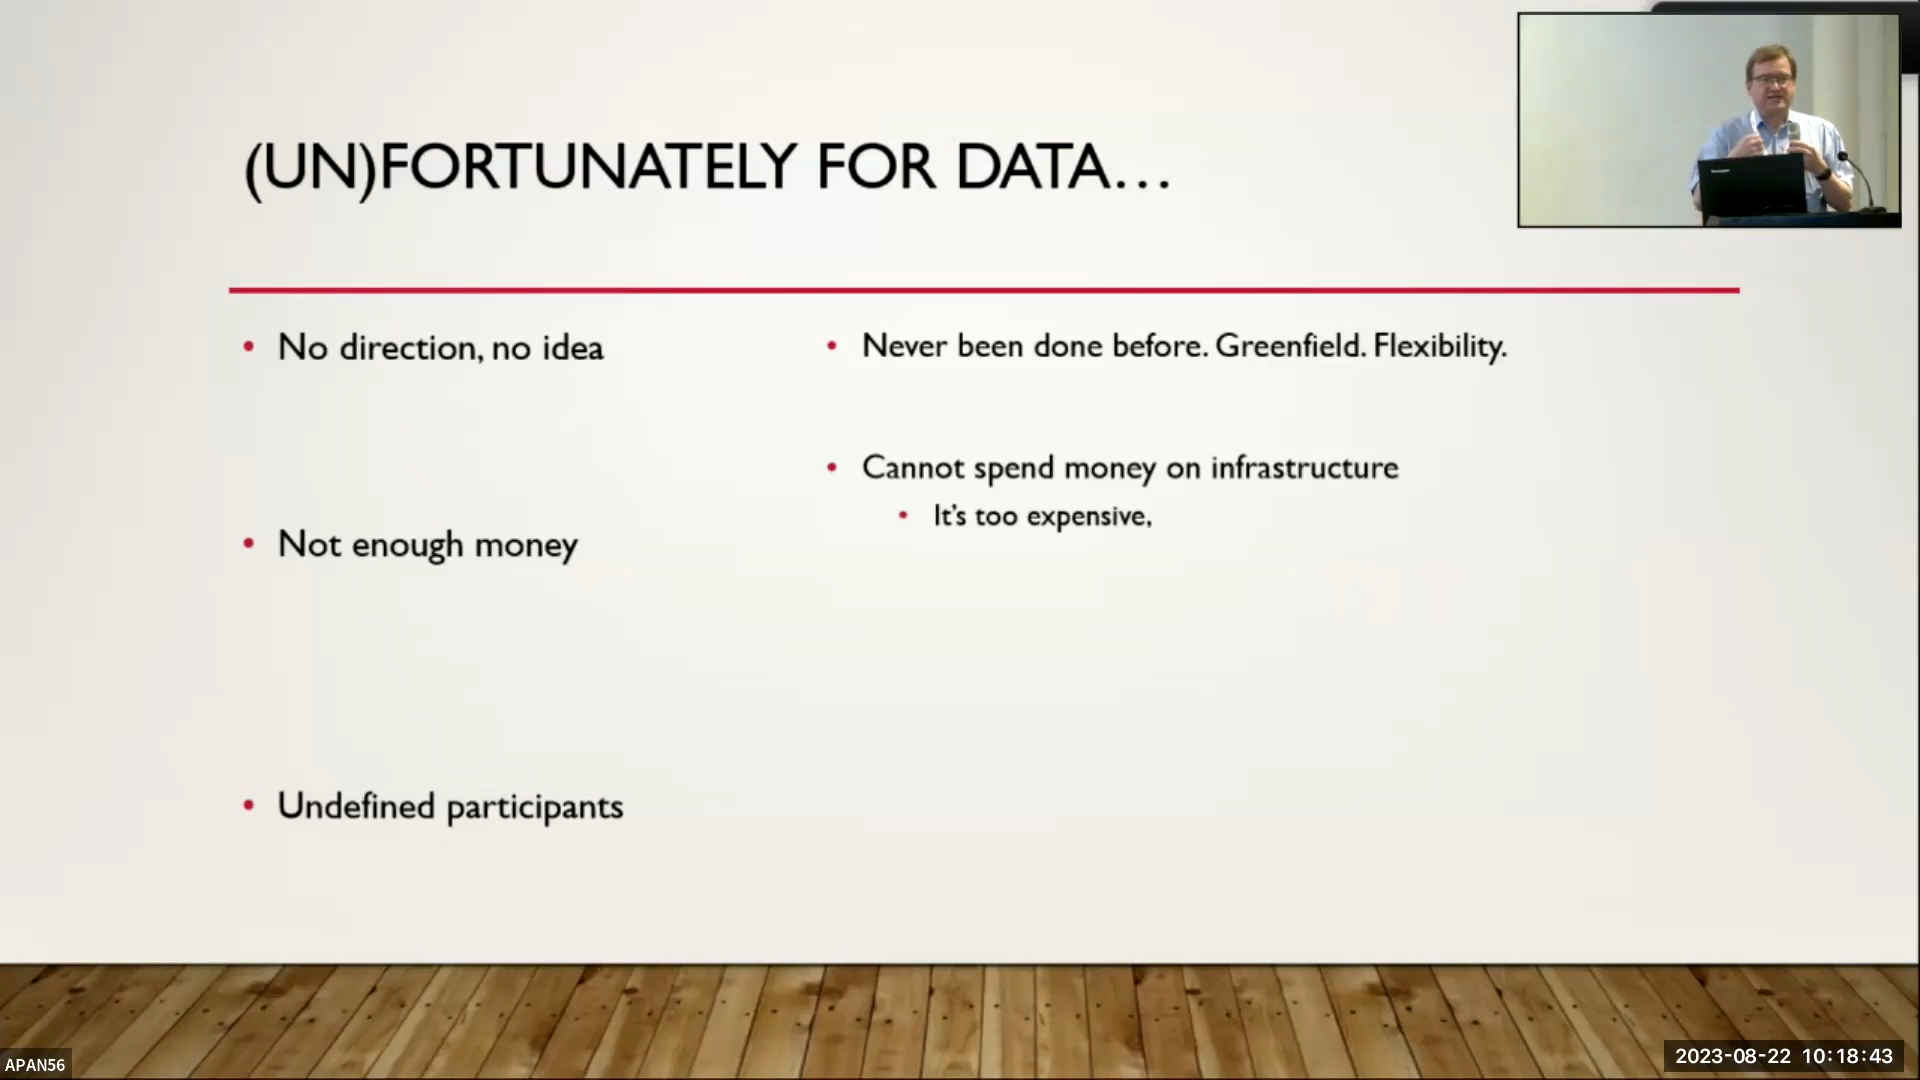 (UN)FORTUNATELY FOR DATA...
No direction, no idea
Not enough money
Undefined participants
Never been done before. Greenfield. Flexibility.
Cannot spend money on infrastructure
It's too expensive,
APAN56
2023-08-22 10:18:43